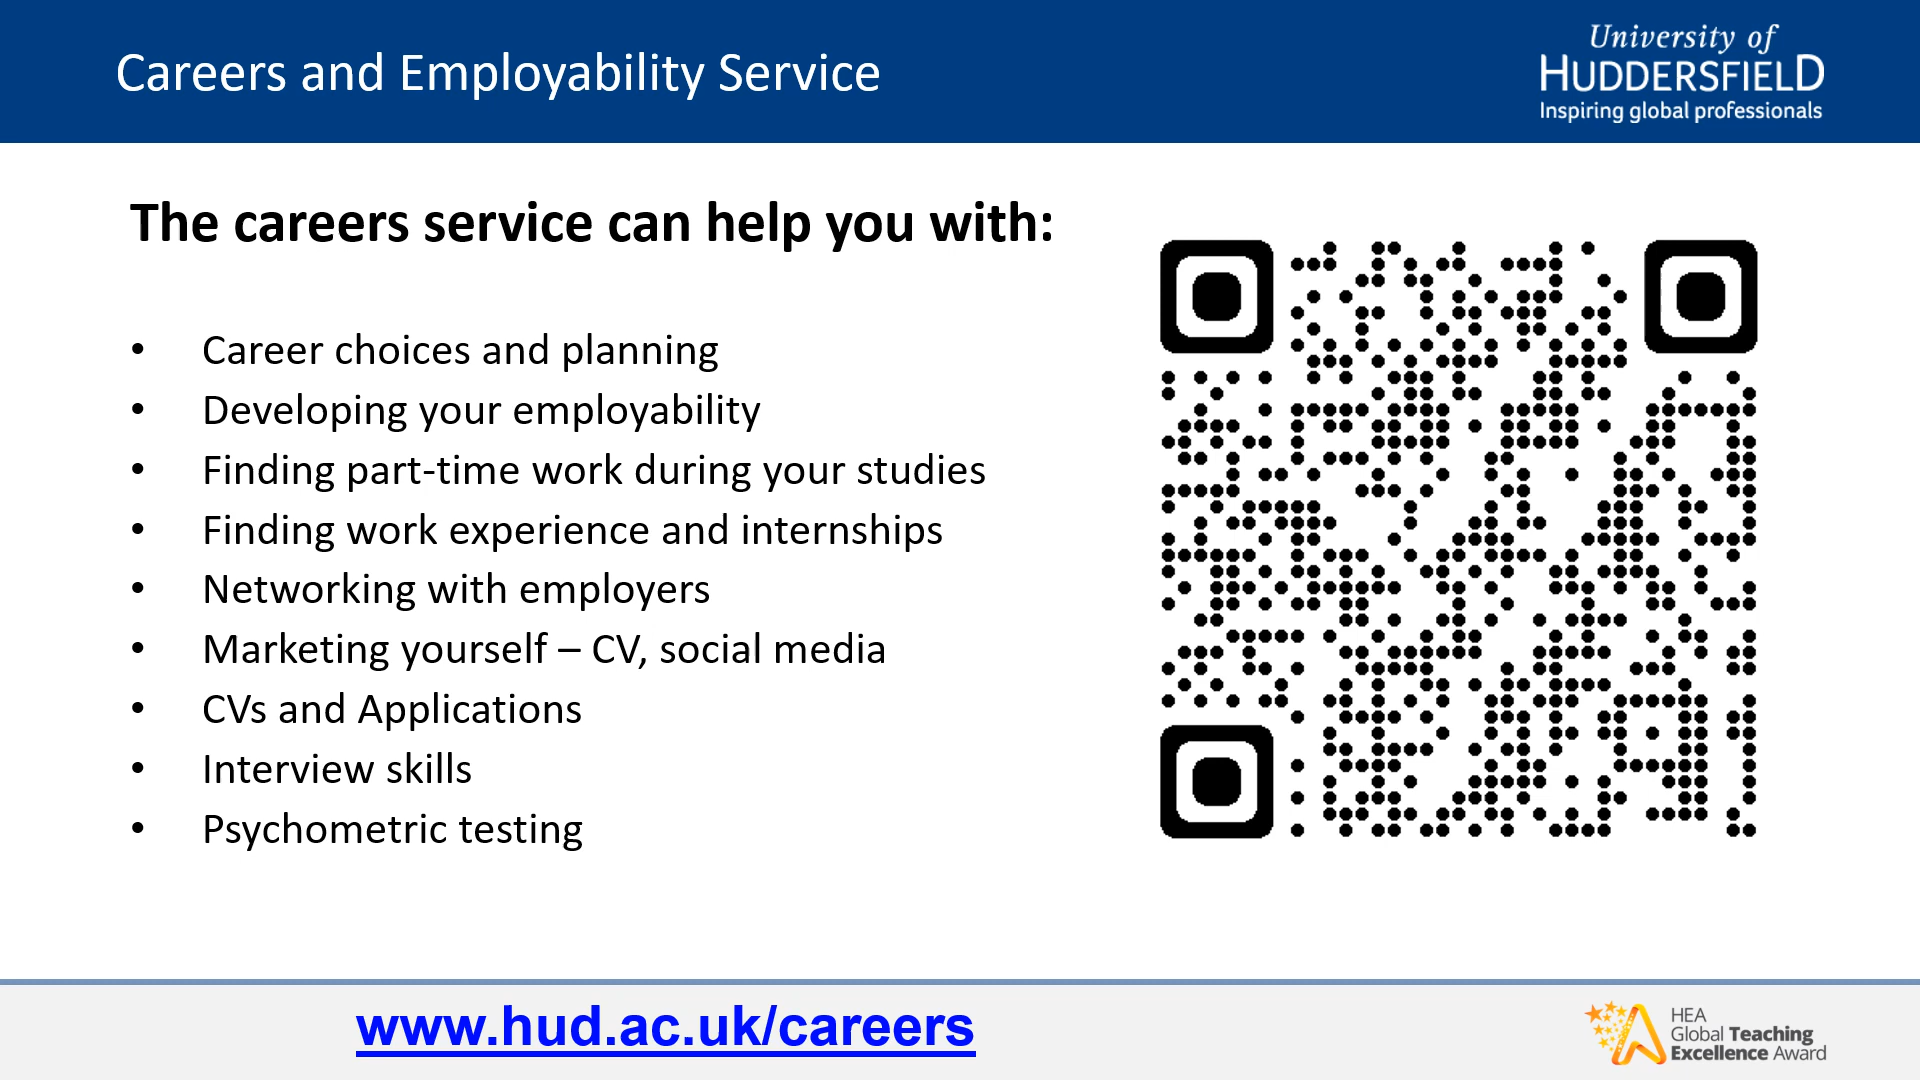 Careers and Employability Service
University of
HUDDERSFIELD
Inspiring global professionals
The careers service can help you with:
• Career choices and planning
• Developing your employability
• Finding part-time work during your studies
• Finding work experience and internships
• Networking with employers
• Marketing yourself – CV, social media
• CVs and Applications
• Interview skills
• Psychometric testing
www.hud.ac.uk/careers
HEA
Global Teaching
Excellence Award